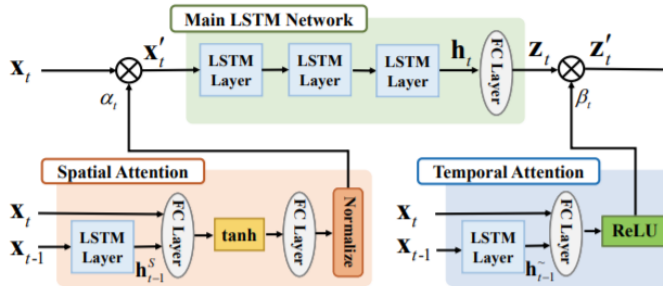 Main LSTM Network
x_t
α_t
x'_t
LSTM Layer
LSTM Layer
LSTM Layer
h_t
FC Layer
z_t
β_t
z'_t
Spatial Attention
x_t
x_{t-1}
LSTM Layer
h^S_{t-1}
FC Layer
tanh
FC Layer
Normalize
Temporal Attention
x_t
x_{t-1}
LSTM Layer
h^~_{t-1}
FC Layer
ReLU